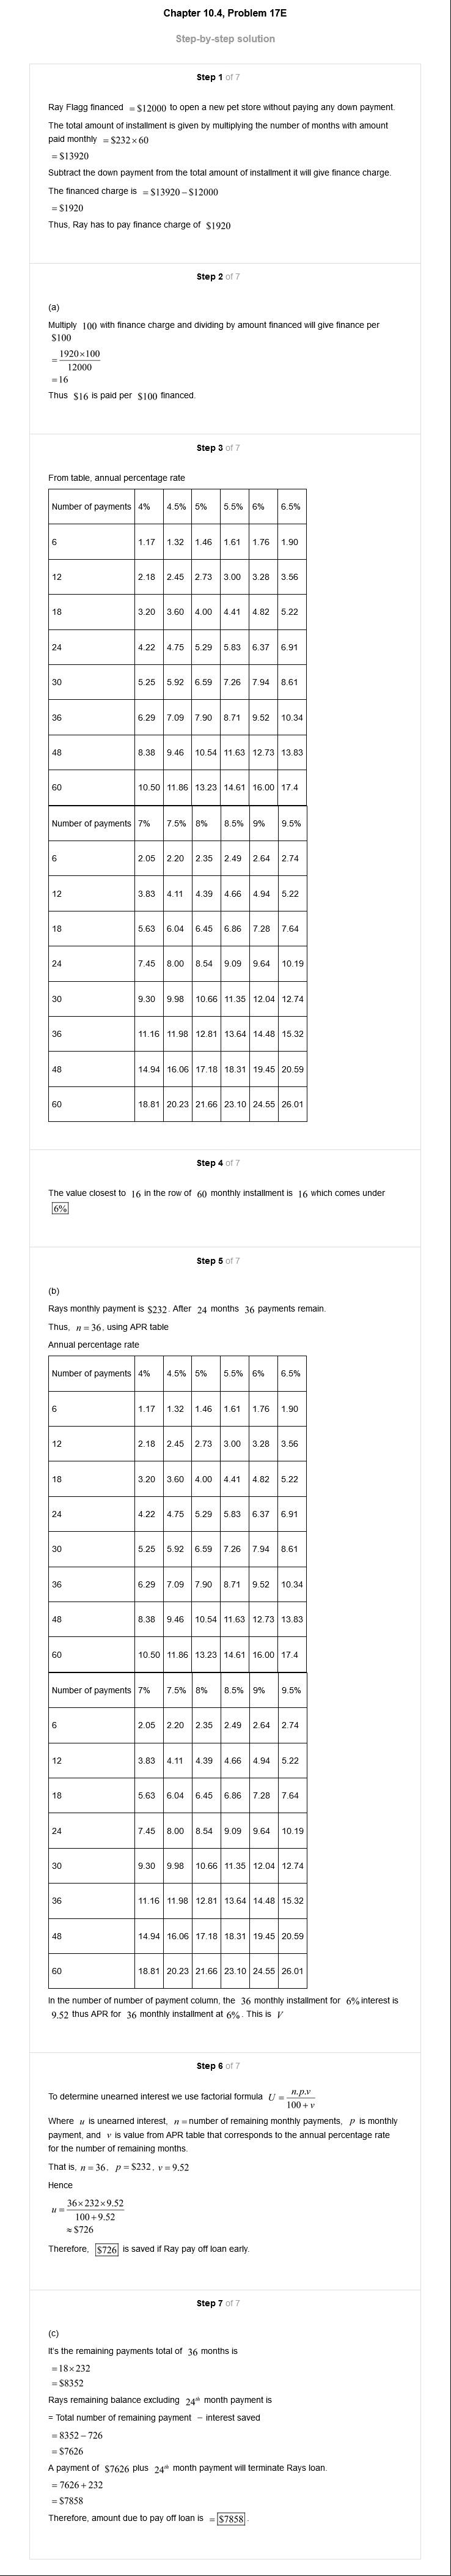 Chapter 10.4, Problem 17E
Step-by-step solution
Step 1 of 7
Ray Flagg financed = $12000 to open a new pet store without paying any down payment.
The total amount of installment is given by multiplying the number of months with amount
paid monthly = $232 × 60
= $13920
Subtract the down payment from the total amount of installment it will give finance charge.
The financed charge is = $13920 − $12000
= $1920
Thus, Ray has to pay finance charge of $1920
Step 2 of 7
(a)
Multiply 100 with finance charge and dividing by amount financed will give finance per
$100
= 1920×100 / 12000
= 16
Thus $16 is paid per $100 financed.
Step 3 of 7
From table, annual percentage rate
Number of payments 4% 4.5% 5% 5.5% 6% 6.5%
6 1.17 1.32 1.46 1.61 1.76 1.90
12 2.18 2.45 2.73 3.00 3.28 3.56
18 3.20 3.60 4.00 4.41 4.82 5.22
24 4.22 4.75 5.29 5.83 6.37 6.91
30 5.25 5.92 6.59 7.26 7.94 8.61
36 6.29 7.09 7.90 8.71 9.52 10.34
48 8.38 9.46 10.54 11.63 12.73 13.83
60 10.50 11.86 13.23 14.61 16.00 17.4
Number of payments 7% 7.5% 8% 8.5% 9% 9.5%
6 2.05 2.20 2.35 2.49 2.64 2.74
12 3.83 4.11 4.39 4.66 4.94 5.22
18 5.63 6.04 6.45 6.86 7.28 7.64
24 7.45 8.00 8.54 9.09 9.64 10.19
30 9.30 9.98 10.66 11.35 12.04 12.74
36 11.16 11.98 12.81 13.64 14.48 15.32
48 14.94 16.06 17.18 18.31 19.45 20.59
60 18.81 20.23 21.66 23.10 24.55 26.01
Step 4 of 7
The value closest to 16 in the row of 60 monthly installment is 16 which comes under
6%
Step 5 of 7
(b)
Rays monthly payment is $232. After 24 months 36 payments remain.
Thus, n = 36, using APR table
Annual percentage rate
Number of payments 4% 4.5% 5% 5.5% 6% 6.5%
6 1.17 1.32 1.46 1.61 1.76 1.90
12 2.18 2.45 2.73 3.00 3.28 3.56
18 3.20 3.60 4.00 4.41 4.82 5.22
24 4.22 4.75 5.29 5.83 6.37 6.91
30 5.25 5.92 6.59 7.26 7.94 8.61
36 6.29 7.09 7.90 8.71 9.52 10.34
48 8.38 9.46 10.54 11.63 12.73 13.83
60 10.50 11.86 13.23 14.61 16.00 17.4
Number of payments 7% 7.5% 8% 8.5% 9% 9.5%
6 2.05 2.20 2.35 2.49 2.64 2.74
12 3.83 4.11 4.39 4.66 4.94 5.22
18 5.63 6.04 6.45 6.86 7.28 7.64
24 7.45 8.00 8.54 9.09 9.64 10.19
30 9.30 9.98 10.66 11.35 12.04 12.74
36 11.16 11.98 12.81 13.64 14.48 15.32
48 14.94 16.06 17.18 18.31 19.45 20.59
60 18.81 20.23 21.66 23.10 24.55 26.01
In the number of number of payment column, the 36 monthly installment for 6% interest is
9.52 thus APR for 36 monthly installment at 6%. This is V
Step 6 of 7
To determine unearned interest we use factorial formula U = n.p.v / 100 + v
Where u is unearned interest, n = number of remaining monthly payments, p is monthly
payment, and v is value from APR table that corresponds to the annual percentage rate
for the number of remaining months.
That is, n = 36, p = $232, v = 9.52
Hence
u = 36×232×9.52 / 100+9.52
≈ $726
Therefore, $726 is saved if Ray pay off loan early.
Step 7 of 7
(c)
It's the remaining payments total of 36 months is
= 18 × 232
= $8352
Rays remaining balance excluding 24th month payment is
= Total number of remaining payment − interest saved
= 8352 − 726
= $7626
A payment of $7626 plus 24th month payment will terminate Rays loan.
= 7626 + 232
= $7858
Therefore, amount due to pay off loan is = $7858.